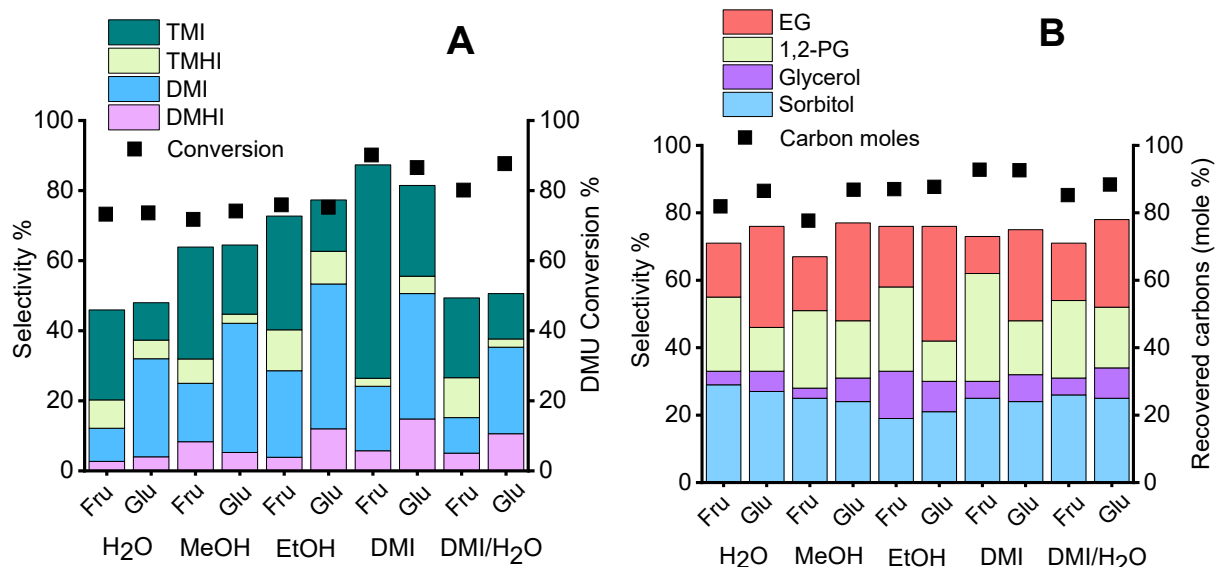 A
TMI
TMHI
DMI
DMHI
Conversion
Selectivity %
100
80
60
40
20
0
100
80
60
40
20
0
DMU Conversion %
Fru Glu Fru Glu Fru Glu Fru Glu Fru Glu
H2O MeOH EtOH DMI DMI/H2O
B
EG
1,2-PG
Glycerol
Sorbitol
Carbon moles
Selectivity %
100
80
60
40
20
0
100
80
60
40
20
0
Recovered carbons (mole %)
Fru Glu Fru Glu Fru Glu Fru Glu Fru Glu
H2O MeOH EtOH DMI DMI/H2O